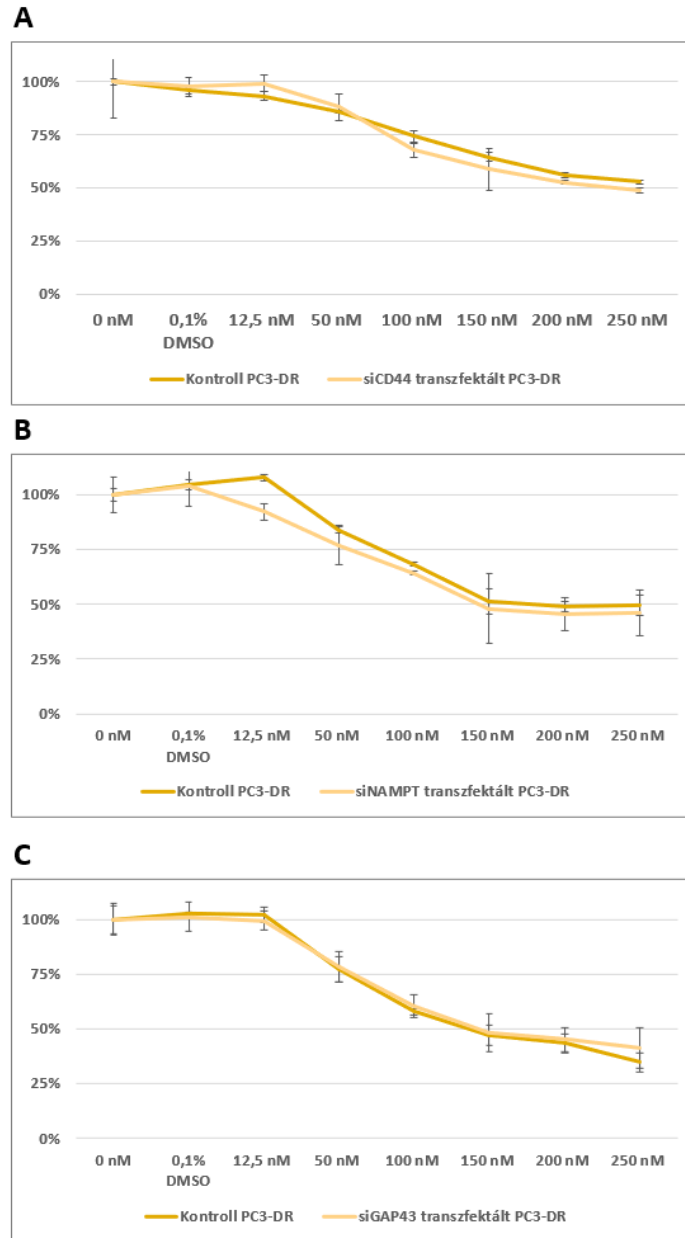 A
100%
75%
50%
25%
0%
0 nM 0,1% DMSO 12,5 nM 50 nM 100 nM 150 nM 200 nM 250 nM
Kontroll PC3-DR siCD44 transzfektált PC3-DR
B
100%
75%
50%
25%
0%
0 nM 0,1% DMSO 12,5 nM 50 nM 100 nM 150 nM 200 nM 250 nM
Kontroll PC3-DR siNAMPT transzfektált PC3-DR
C
100%
75%
50%
25%
0%
0 nM 0,1% DMSO 12,5 nM 50 nM 100 nM 150 nM 200 nM 250 nM
Kontroll PC3-DR siGAP43 transzfektált PC3-DR